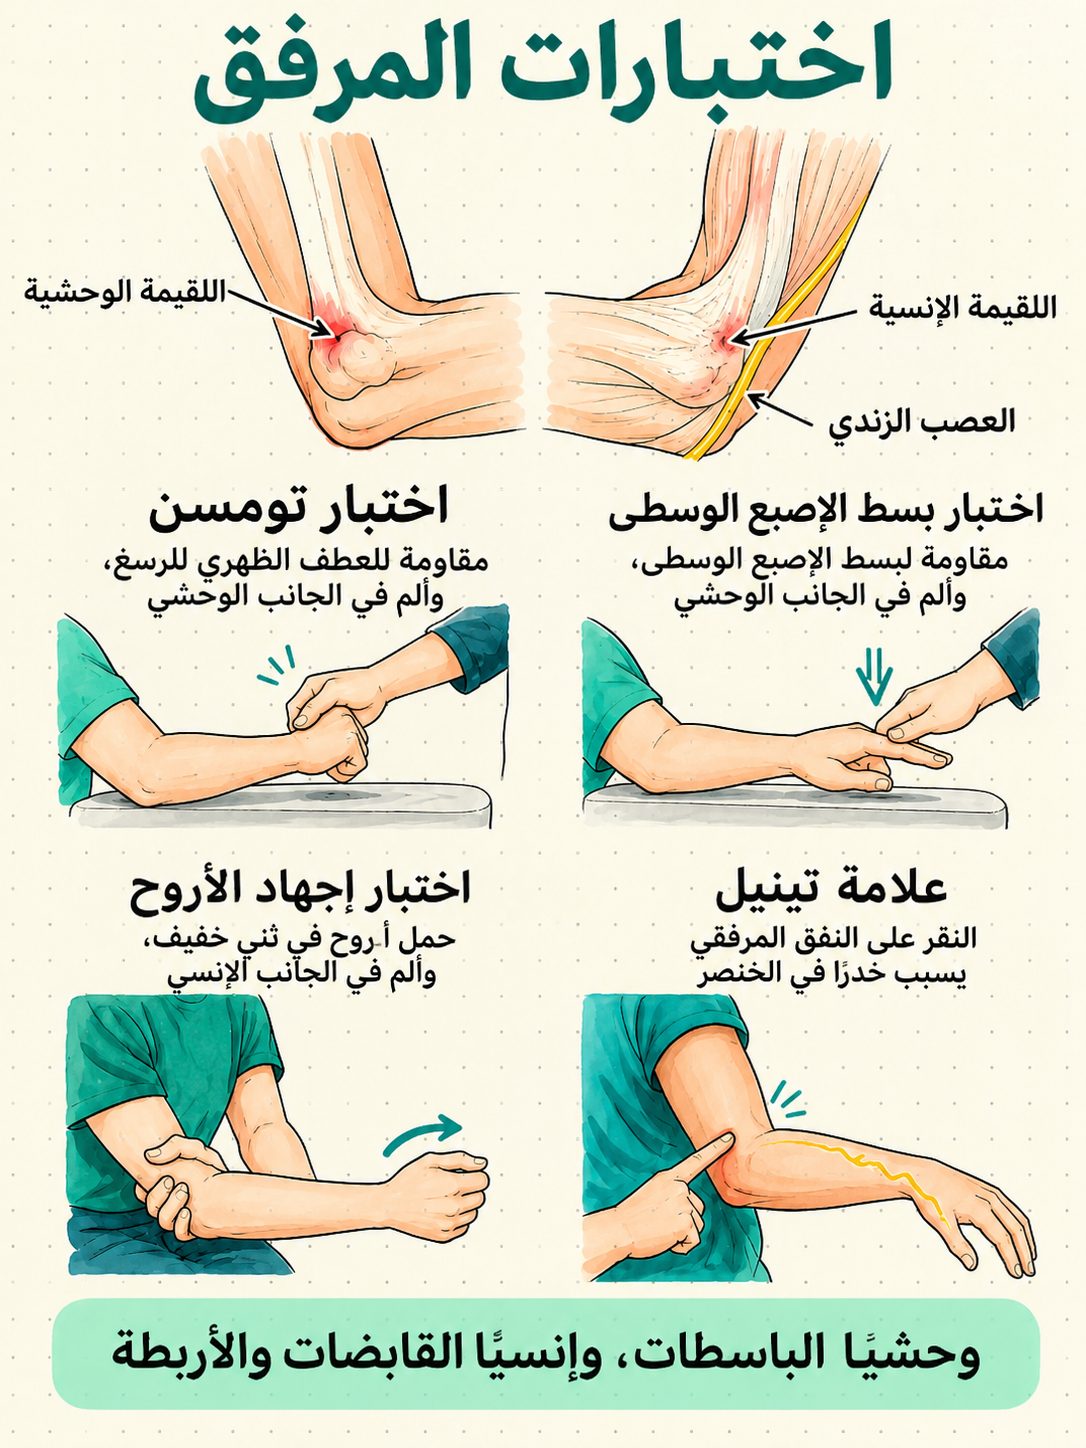 اختبارات المرفق
اللقيمة الوحشية
اللقيمة الإنسية
العصب الزندي
اختبار بسط الإصبع الوسطى
مقاومة لبسط الإصبع الوسطى،
وألم في الجانب الوحشي
اختبار تومسن
مقاومة للعطف الظهري للرسغ،
وألم في الجانب الوحشي
علامة تينيل
النقر على النفق المرفقي
يسبب خدرًا في الخنصر
اختبار إجهاد الأروح
حمل أ روح في ثني خفيف،
وألم في الجانب الإنسي
وحشيًا الباسطات، وإنسيًّا القابضات والأربطة